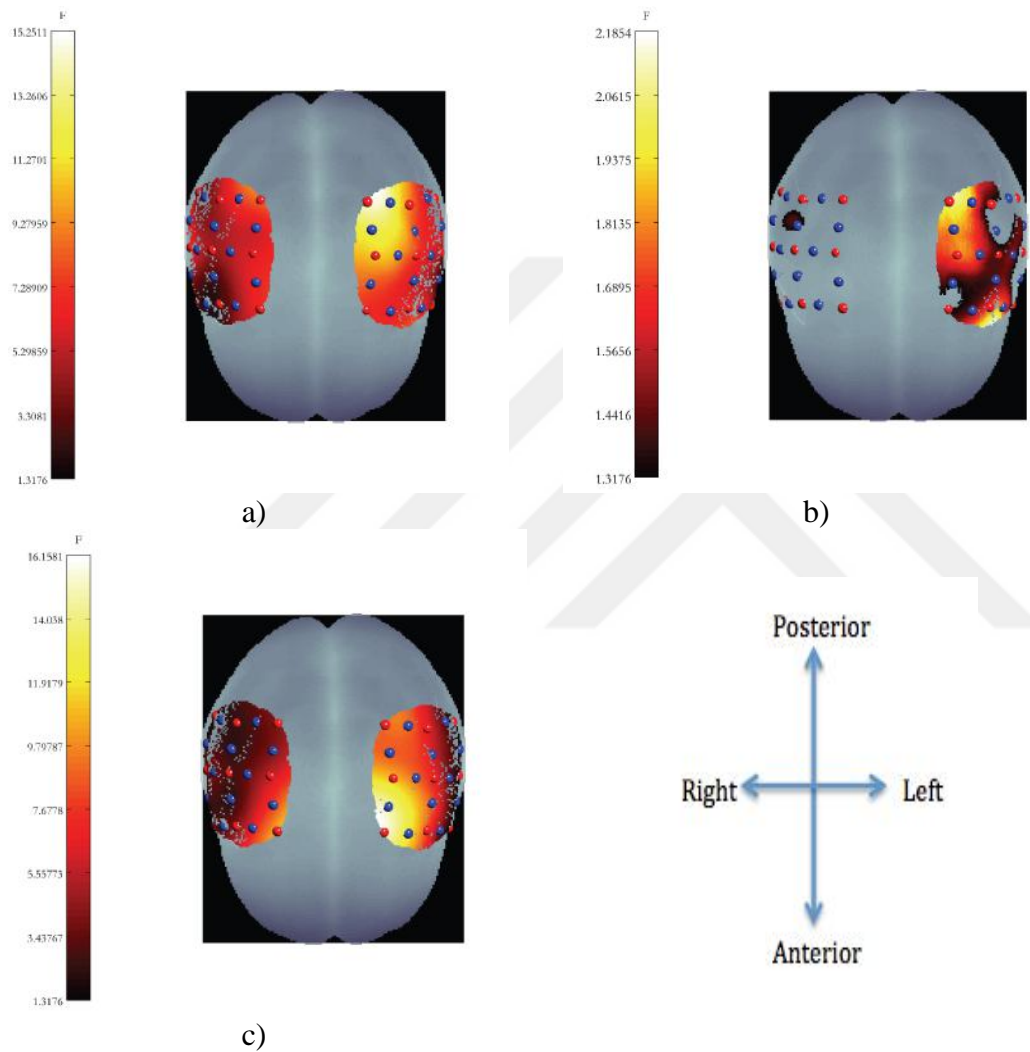 F
15.2511
13.2606
11.2701
9.27959
7.28909
5.29859
3.3081
1.3176
a)
F
2.1854
2.0615
1.9375
1.8135
1.6895
1.5656
1.4416
1.3176
b)
F
16.1581
14.038
11.9179
9.79787
7.6778
5.55773
3.43767
1.3176
c)
Posterior
Right
Left
Anterior